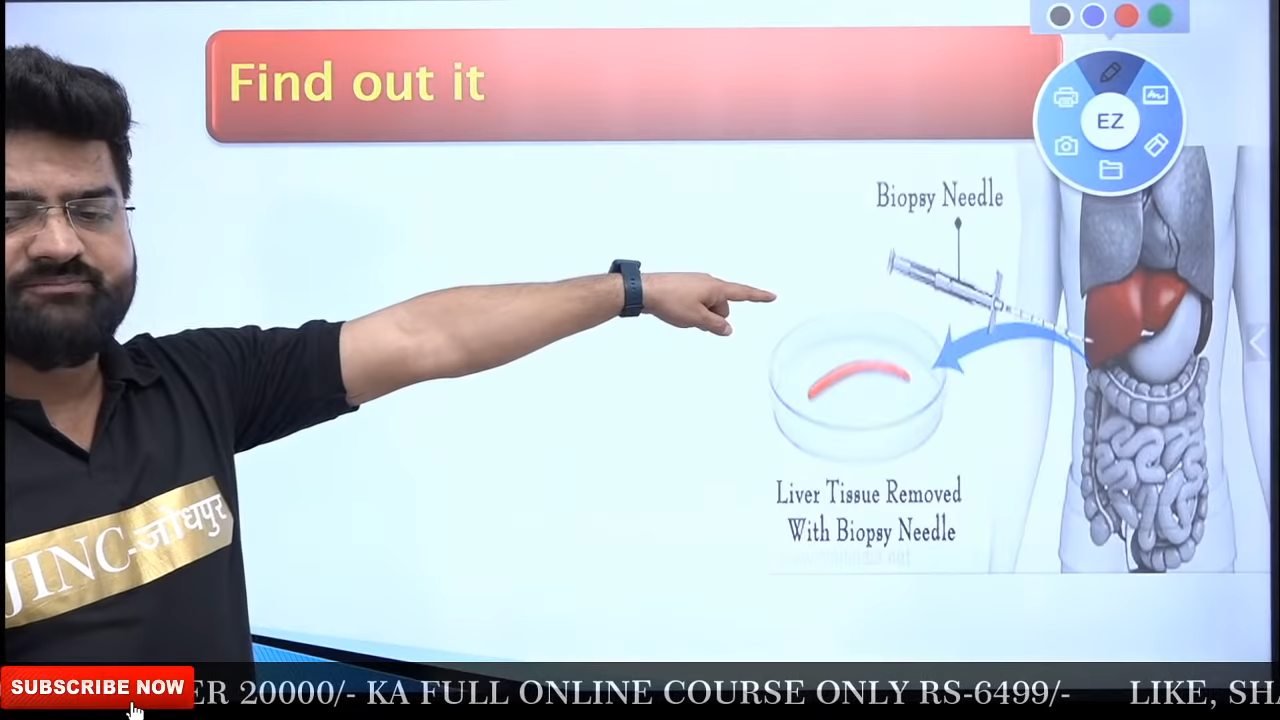 Find out it
EZ
Biopsy Needle
Liver Tissue Removed
With Biopsy Needle
JINC-जोधपुर
SUBSCRIBE NOW
ER 20000/- KA FULL ONLINE COURSE ONLY RS-6499/-
LIKE, SH